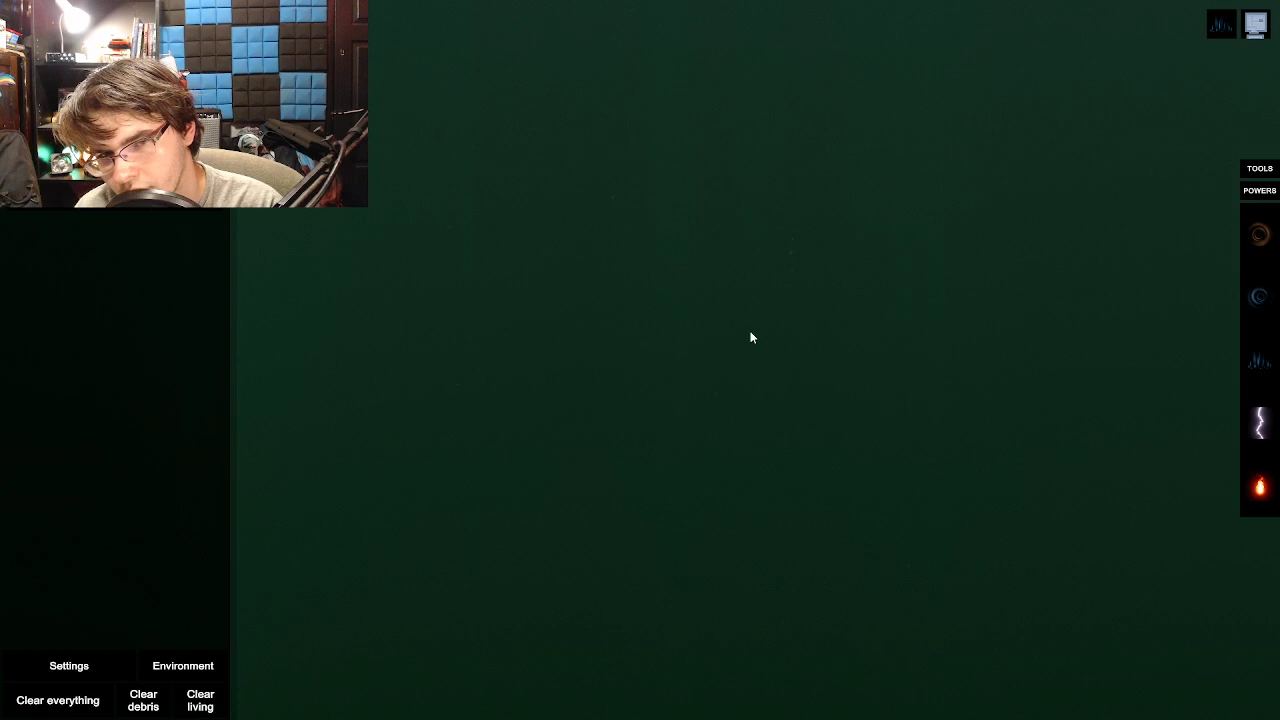 TOOLS
POWERS
Settings
Environment
Clear everything
Clear
debris
Clear
living